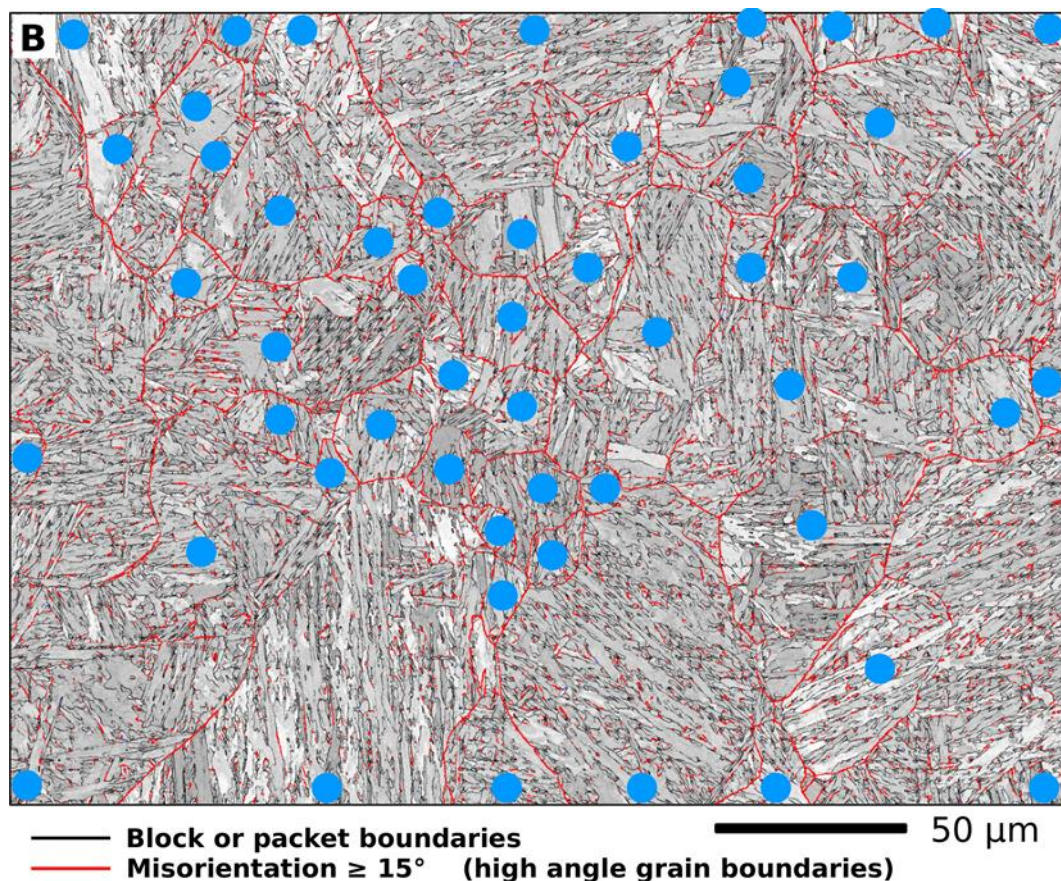 B
Block or packet boundaries
50 μm
Misorientation ≥ 15° (high angle grain boundaries)